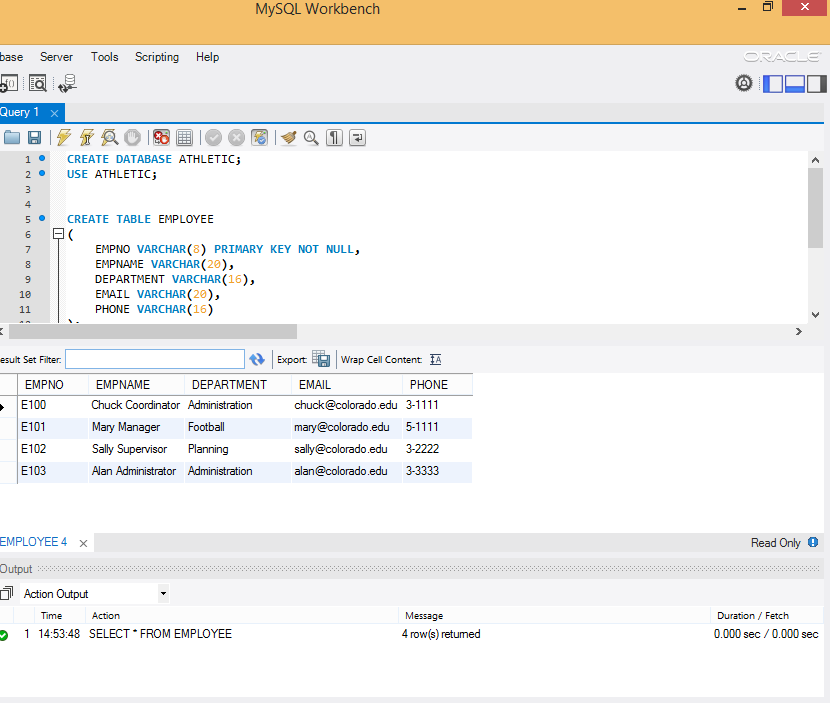 MySQL Workbench
base Server Tools Scripting Help
ORACLE
Query 1
1 CREATE DATABASE ATHLETIC;
2 USE ATHLETIC;
3
4
5 CREATE TABLE EMPLOYEE
6 (
7 EMPNO VARCHAR(8) PRIMARY KEY NOT NULL,
8 EMPNAME VARCHAR(20),
9 DEPARTMENT VARCHAR(16),
10 EMAIL VARCHAR(20),
11 PHONE VARCHAR(16)
12 );
esult Set Filter: Export: Wrap Cell Content:
EMPNO EMPNAME DEPARTMENT EMAIL PHONE
E100 Chuck Coordinator Administration chuck@colorado.edu 3-1111
E101 Mary Manager Football mary@colorado.edu 5-1111
E102 Sally Supervisor Planning sally@colorado.edu 3-2222
E103 Alan Administrator Administration alan@colorado.edu 3-3333
EMPLOYEE 4 Read Only
Output
Action Output
Time Action Message Duration / Fetch
1 14:53:48 SELECT * FROM EMPLOYEE 4 row(s) returned 0.000 sec / 0.000 sec